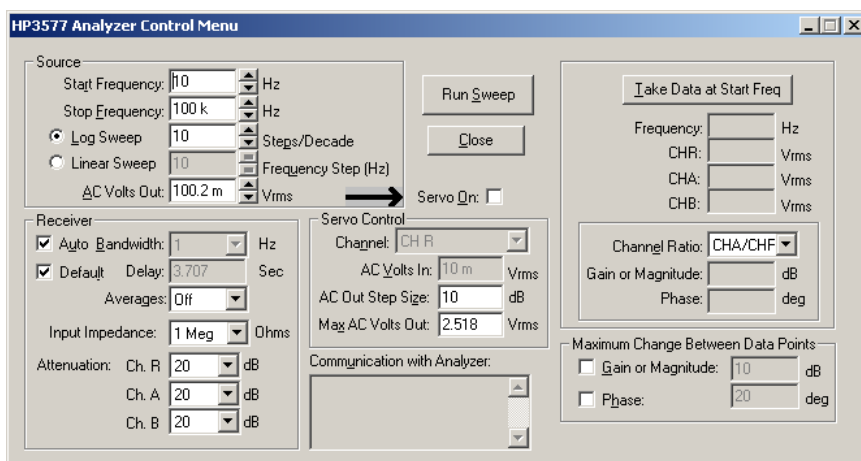 HP3577 Analyzer Control Menu
Source
Start Frequency: 10 Hz
Stop Frequency: 100 k Hz
Log Sweep 10 Steps/Decade
Linear Sweep 10 Frequency Step (Hz)
AC Volts Out: 100.2 m Vrms
Run Sweep
Close
Servo On:
Take Data at Start Freq
Frequency: Hz
CHR: Vrms
CHA: Vrms
CHB: Vrms
Channel Ratio: CHA/CHF
Gain or Magnitude: dB
Phase: deg
Receiver
Auto Bandwidth: 1 Hz
Default Delay: 3.707 Sec
Averages: Off
Input Impedance: 1 Meg Ohms
Attenuation: Ch. R 20 dB
Ch. A 20 dB
Ch. B 20 dB
Servo Control
Channel: CH R
AC Volts In: 10 m Vrms
AC Out Step Size: 10 dB
Max AC Volts Out: 2.518 Vrms
Communication with Analyzer:
Maximum Change Between Data Points
Gain or Magnitude: 10 dB
Phase: 20 deg